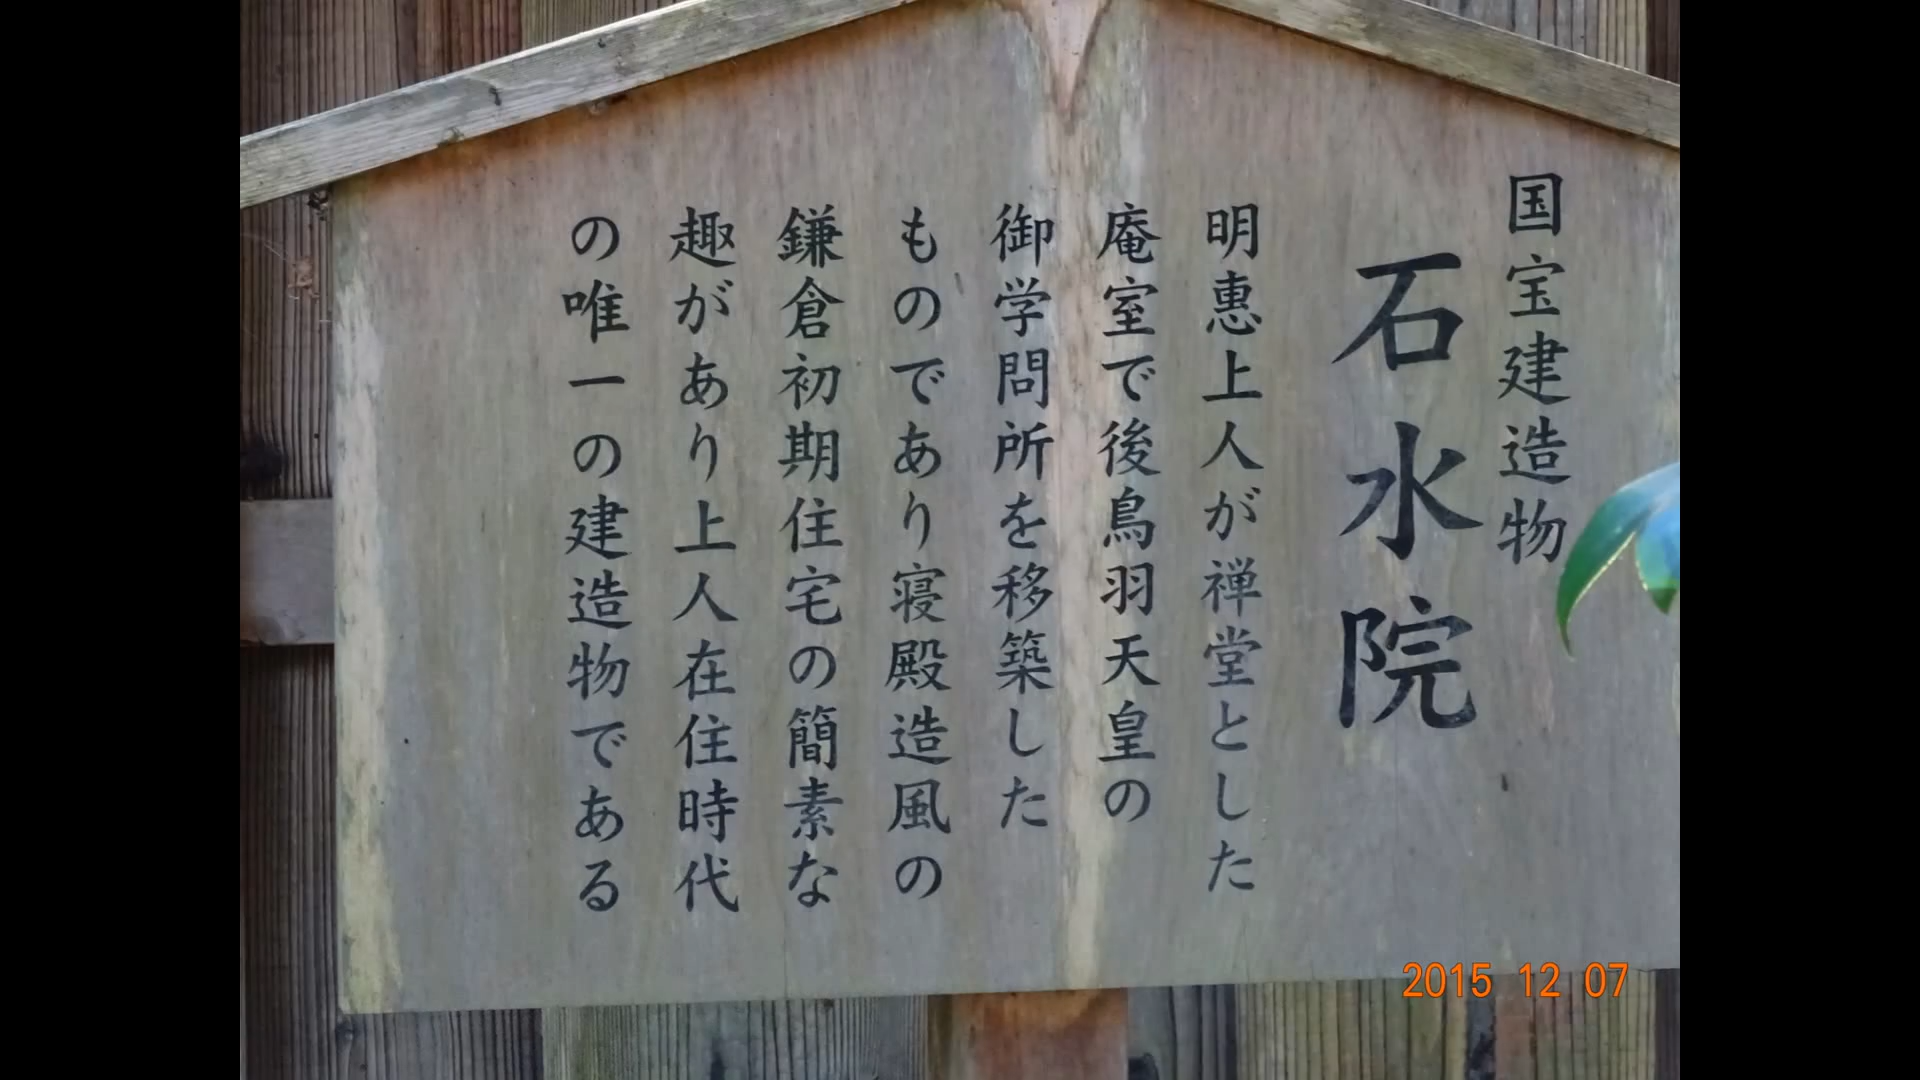 国宝建造物
石水院
明惠上人が禅堂とした
庵室で後鳥羽天皇の
御学問所を移築した
ものであり寝殿造風の
鎌倉初期住宅の簡素な
趣があり上人在住時代
の唯一の建造物である
2015 12 07